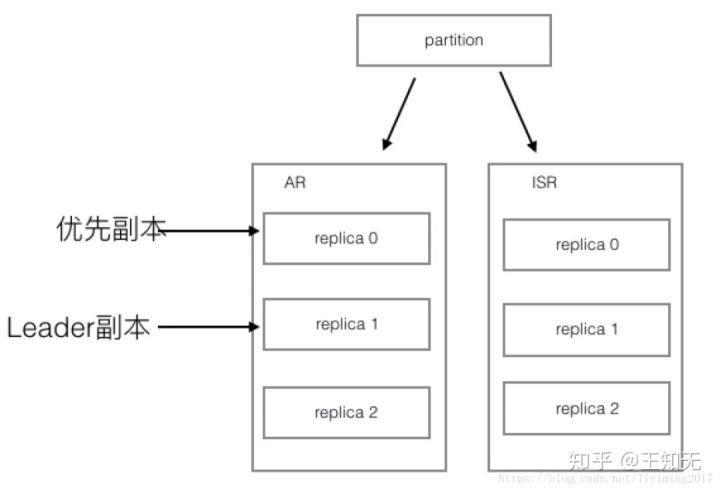 partition
AR
ISR
优先副本
replica 0
replica 0
Leader副本
replica 1
replica 1
replica 2
replica 2
知乎 @王知无
https://blog.csdn.net/liyiming2017